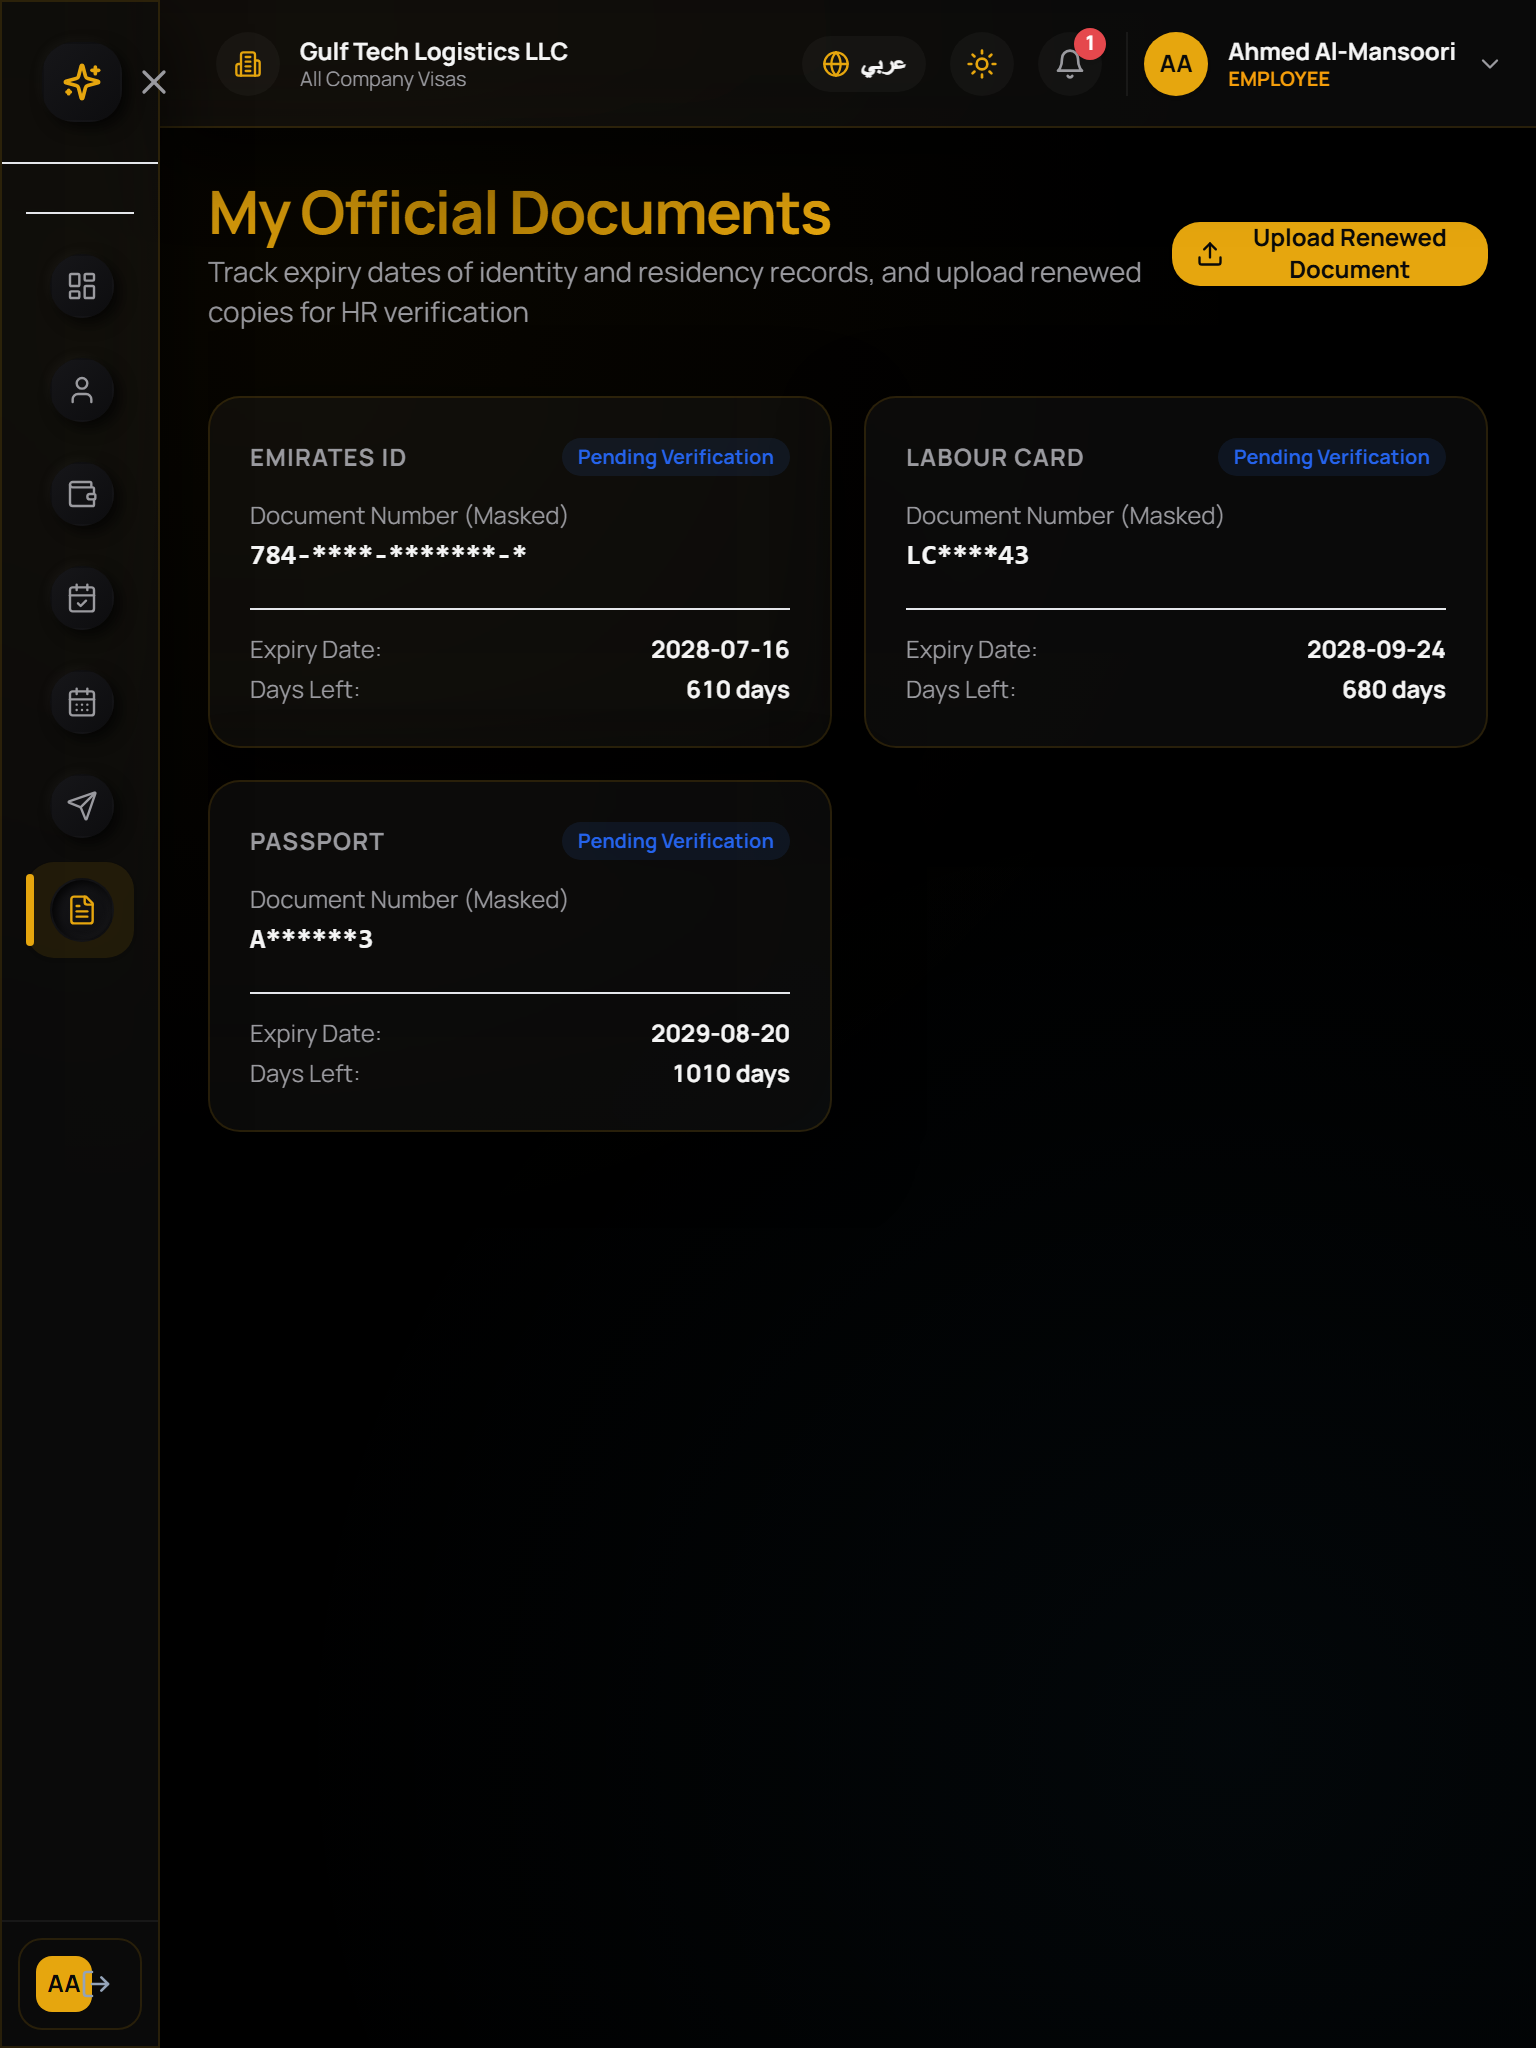 Gulf Tech Logistics LLC
All Company Visas
عربي
1
AA
Ahmed Al-Mansoori
EMPLOYEE
My Official Documents
Track expiry dates of identity and residency records, and upload renewed
copies for HR verification
Upload Renewed
Document
EMIRATES ID
Pending Verification
Document Number (Masked)
784-****-*******-*
Expiry Date:
2028-07-16
Days Left:
610 days
LABOUR CARD
Pending Verification
Document Number (Masked)
LC****43
Expiry Date:
2028-09-24
Days Left:
680 days
PASSPORT
Pending Verification
Document Number (Masked)
A******3
Expiry Date:
2029-08-20
Days Left:
1010 days
AA